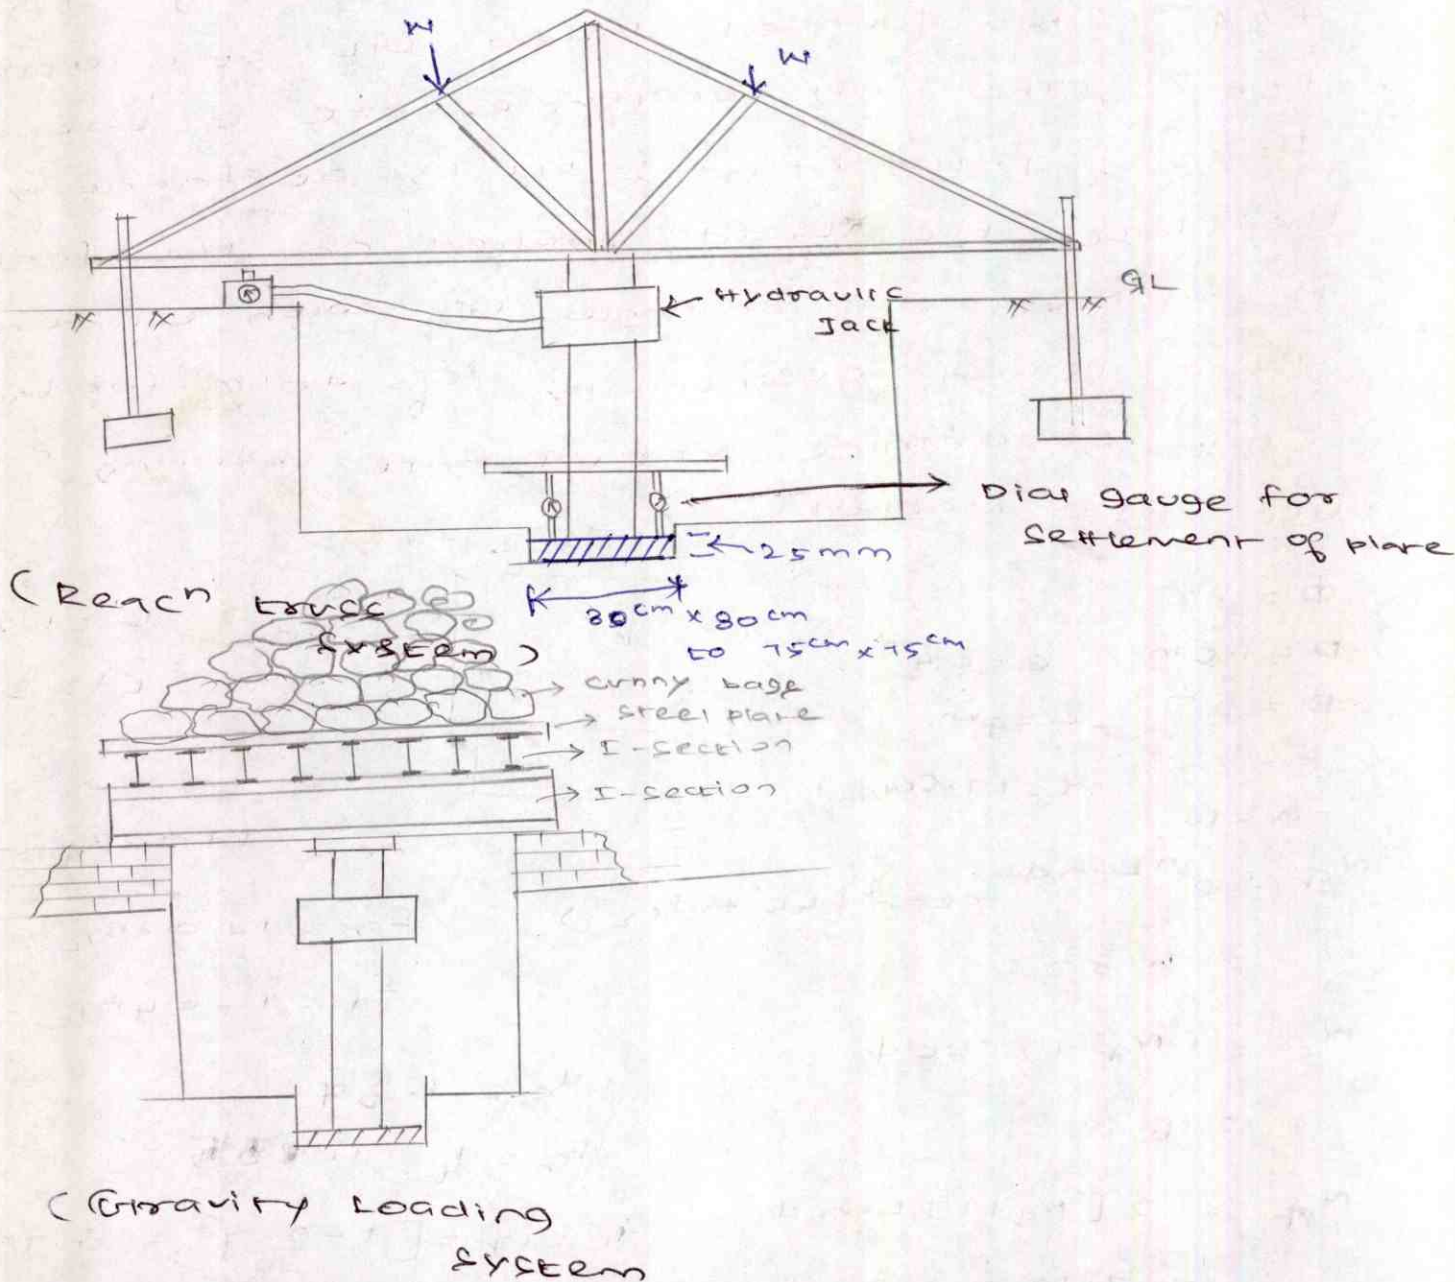 W
W
Hydraulic
Jack
GL
Dial gauge for
settlement of plate
25mm
30cm x 30cm
to 75cm x 75cm
(Reach truss
system)
Gunny bags
Steel plate
I-section
I-section
(Gravity Loading
system